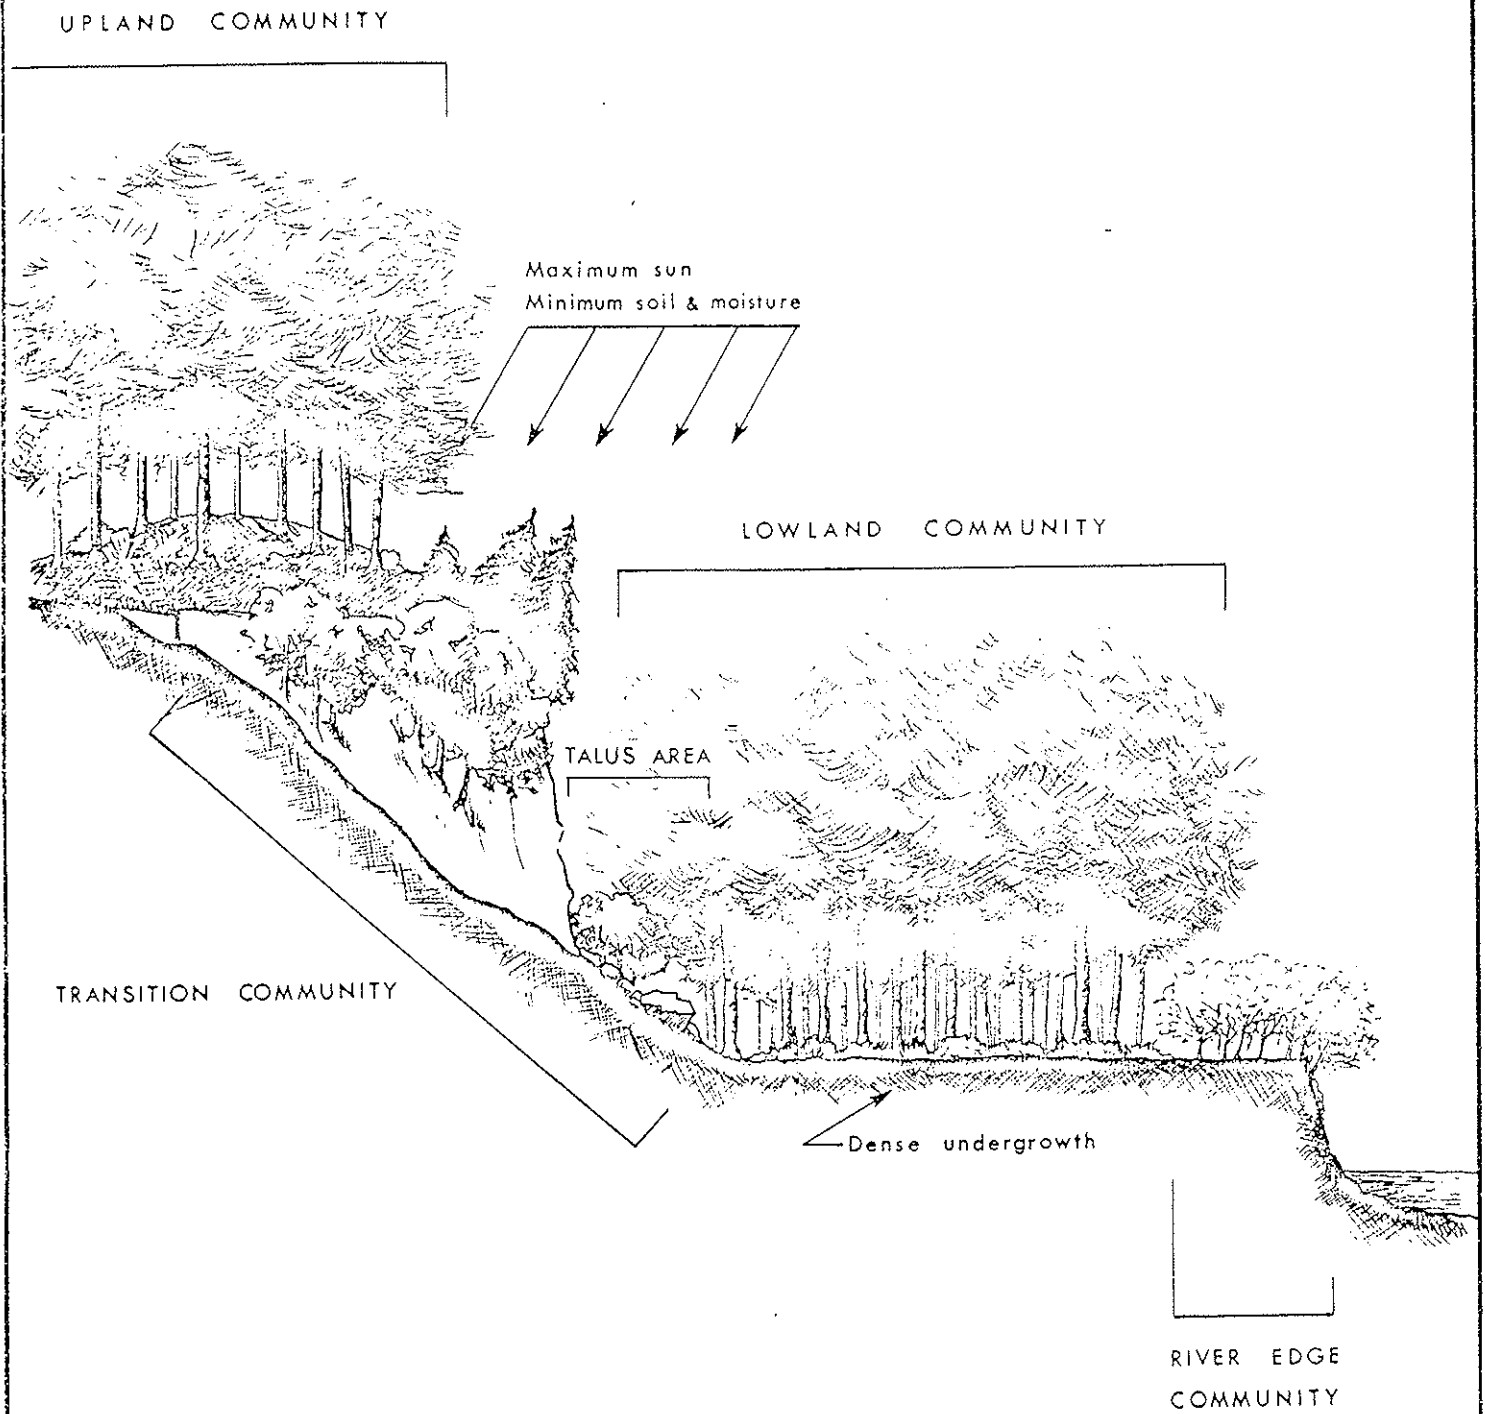 UPLAND COMMUNITY
Maximum sun
Minimum soil & moisture
LOWLAND COMMUNITY
TALUS AREA
TRANSITION COMMUNITY
Dense undergrowth
RIVER EDGE
COMMUNITY